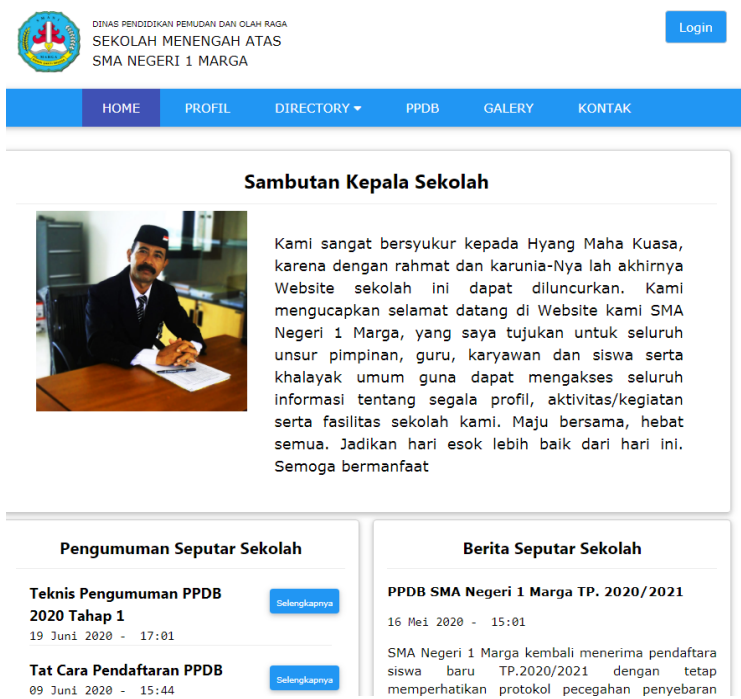 DINAS PENDIDIKAN PEMUDAN DAN OLAH RAGA
SEKOLAH MENENGAH ATAS
SMA NEGERI 1 MARGA
Login
HOME PROFIL DIRECTORY PPDB GALERY KONTAK
Sambutan Kepala Sekolah
Kami sangat bersyukur kepada Hyang Maha Kuasa,
karena dengan rahmat dan karunia-Nya lah akhirnya
Website sekolah ini dapat diluncurkan. Kami
mengucapkan selamat datang di Website kami SMA
Negeri 1 Marga, yang saya tujukan untuk seluruh
unsur pimpinan, guru, karyawan dan siswa serta
khalayak umum guna dapat mengakses seluruh
informasi tentang segala profil, aktivitas/kegiatan
serta fasilitas sekolah kami. Maju bersama, hebat
semua. Jadikan hari esok lebih baik dari hari ini.
Semoga bermanfaat
Pengumuman Seputar Sekolah
Teknis Pengumuman PPDB
2020 Tahap 1
19 Juni 2020 - 17:01
Selengkapnya
Tat Cara Pendaftaran PPDB
09 Juni 2020 - 15:44
Selengkapnya
Berita Seputar Sekolah
PPDB SMA Negeri 1 Marga TP. 2020/2021
16 Mei 2020 - 15:01
SMA Negeri 1 Marga kembali menerima pendaftara
siswa baru TP.2020/2021 dengan tetap
memperhatikan protokol pecegahan penyebaran